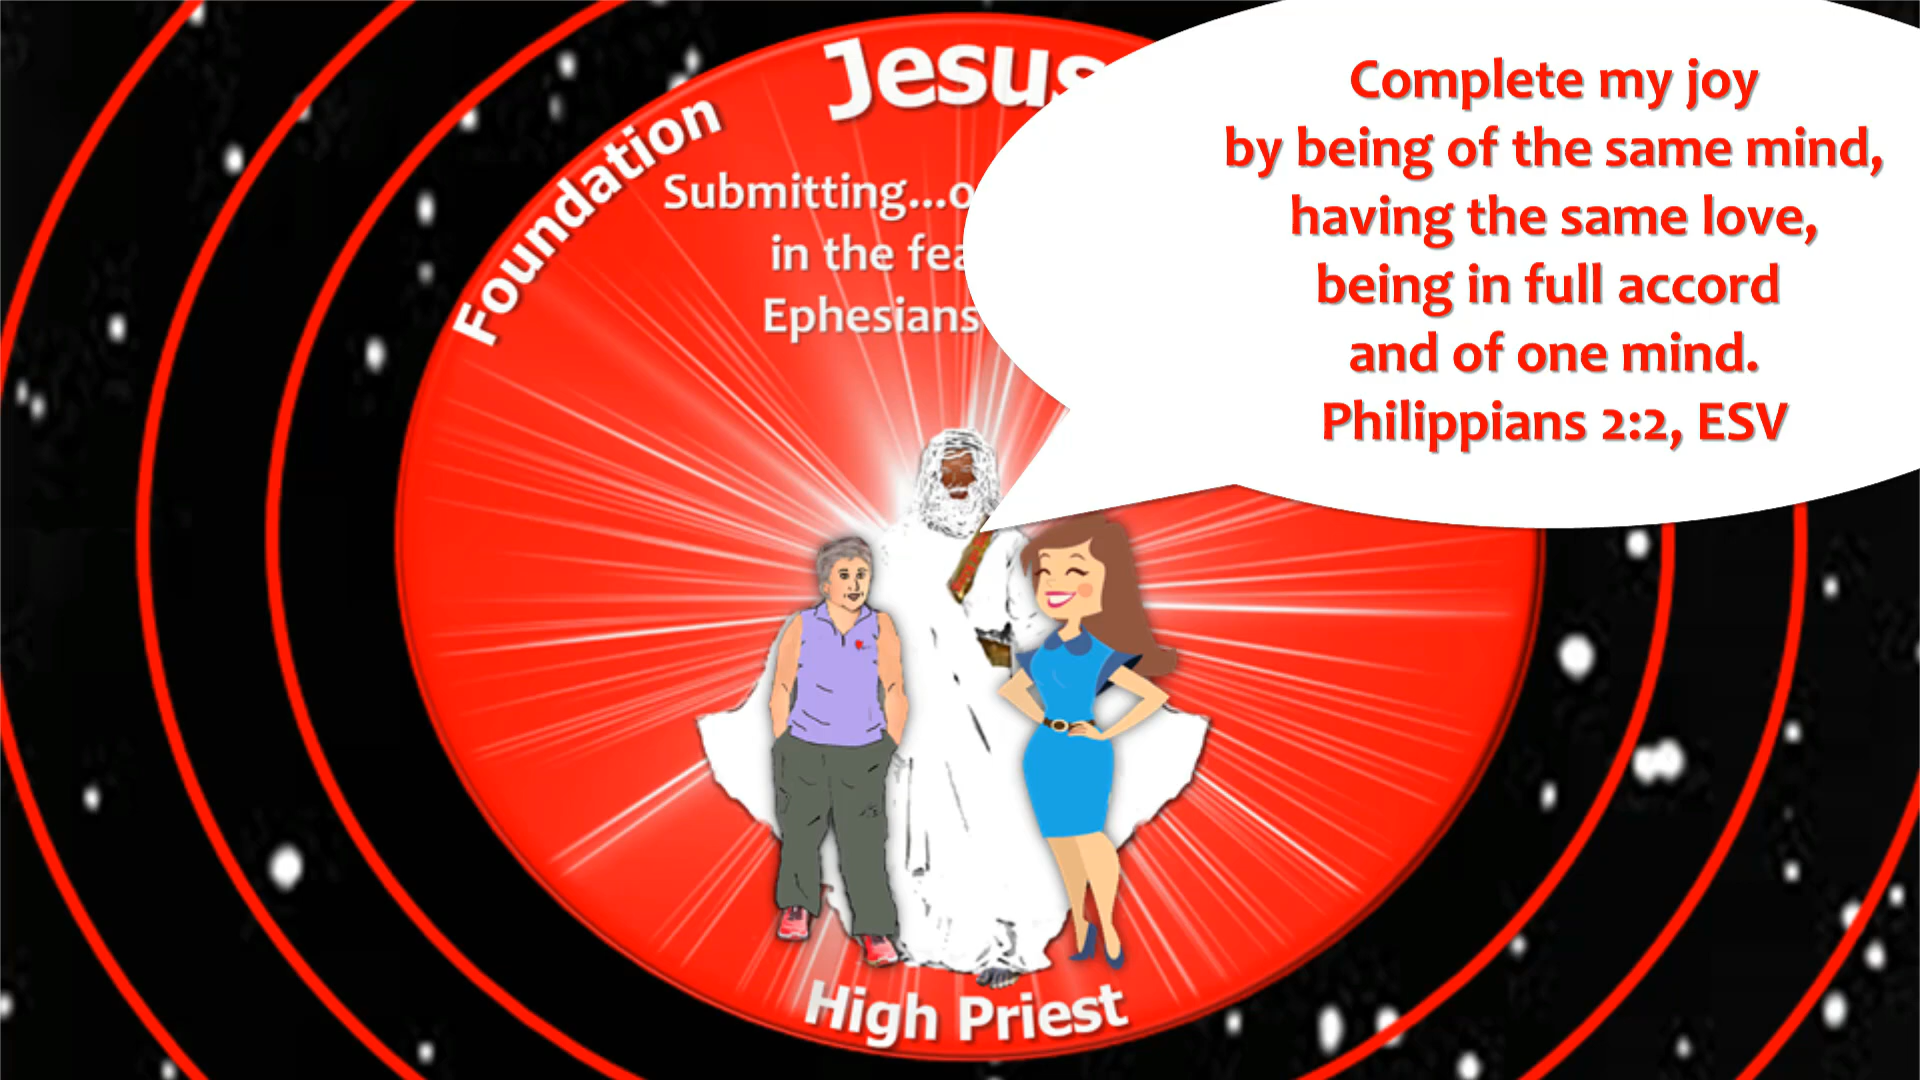 Jesus
Foundation
Submitting...o
in the fea
Ephesians
Complete my joy
by being of the same mind,
having the same love,
being in full accord
and of one mind.
Philippians 2:2, ESV
High Priest